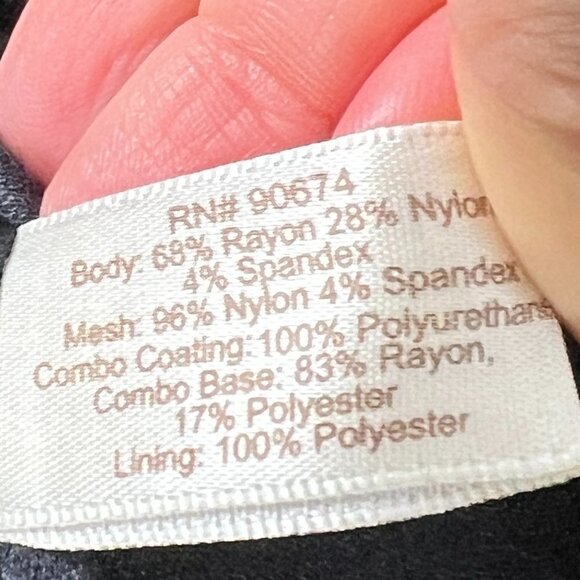 RN# 90674
Body: 68% Rayon 28% Nylon
4% Spandex
Mesh: 96% Nylon 4% Spandex
Combo Coating: 100% Polyurethane
Combo Base: 83% Rayon,
17% Polyester
Lining: 100% Polyester